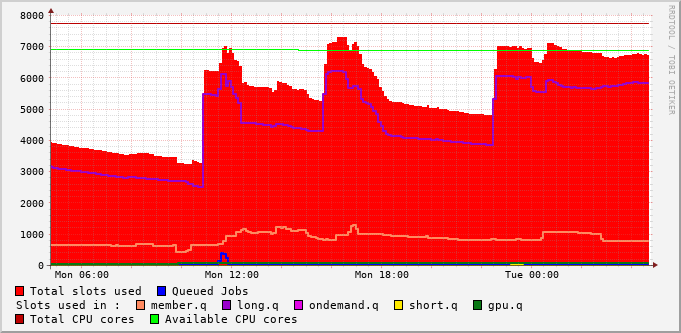 8000
7000
6000
5000
4000
3000
2000
1000
0
Mon 06:00 Mon 12:00 Mon 18:00 Tue 00:00
RRDTOOL / TOBI OETIKER
Total slots used Queued Jobs
Slots used in : member.q long.q ondemand.q short.q gpu.q
Total CPU cores Available CPU cores